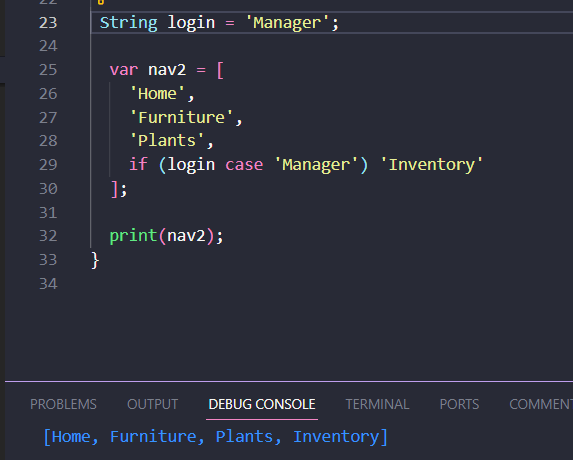 22
23 String login = 'Manager';
24
25 var nav2 = [
26 'Home',
27 'Furniture',
28 'Plants',
29 if (login case 'Manager') 'Inventory'
30 ];
31
32 print(nav2);
33 }
34
PROBLEMS OUTPUT DEBUG CONSOLE TERMINAL PORTS COMMEN
[Home, Furniture, Plants, Inventory]